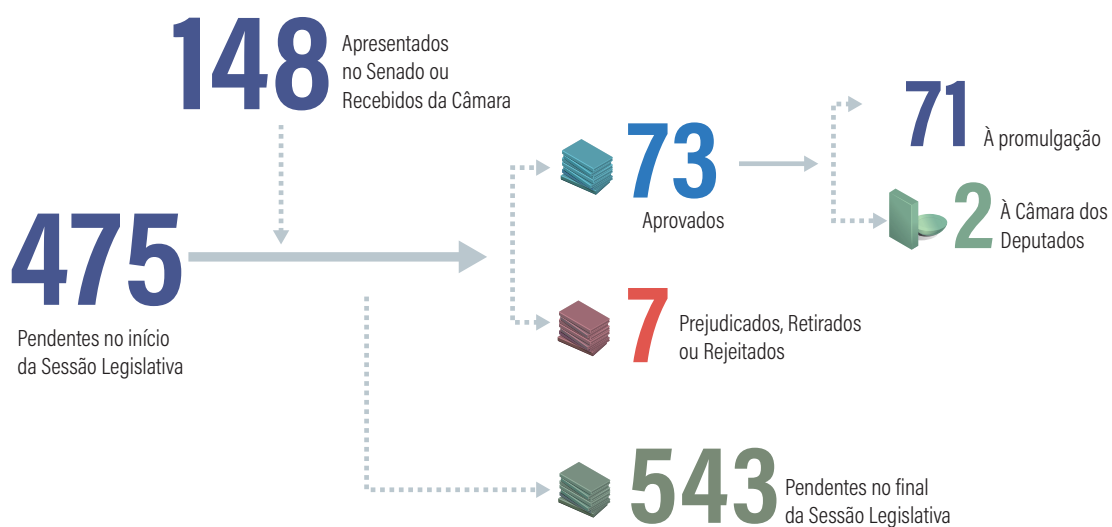 148
Apresentados
no Senado ou
Recebidos da Câmara
475
Pendentes no início
da Sessão Legislativa
73
Aprovados
71
À promulgação
2
À Câmara dos
Deputados
7
Prejudicados, Retirados
ou Rejeitados
543
Pendentes no final
da Sessão Legislativa